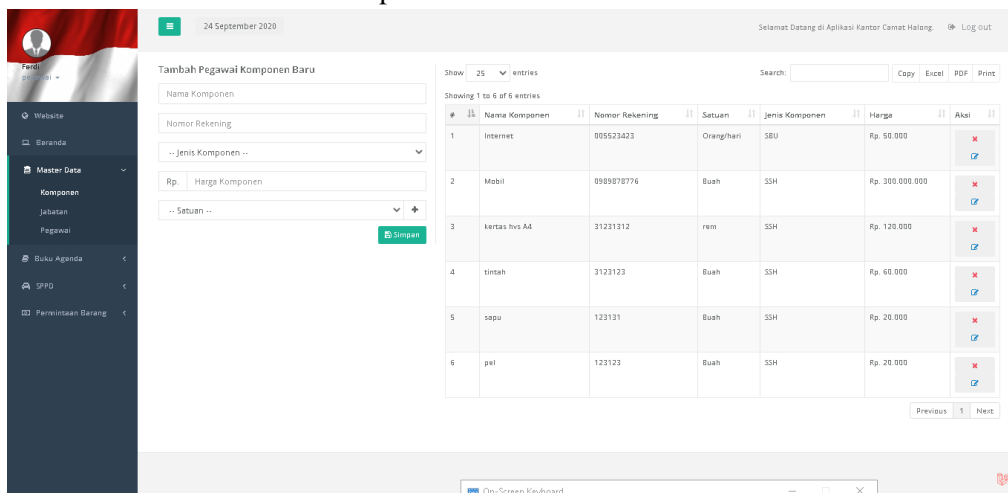 24 September 2020
Selamat Datang di Aplikasi Kantor Camat Halong.
Log out
Ferdi
Website
Beranda
Master Data
Komponen
Jabatan
Pegawai
Buku Agenda
SPPD
Permintaan Barang
Tambah Pegawai Komponen Baru
Nama Komponen
Nomor Rekening
-- Jenis Komponen --
Rp. Harga Komponen
-- Satuan --
Simpan
Show 25 entries
Search:
Copy Excel PDF Print
Showing 1 to 6 of 6 entries
# Nama Komponen Nomor Rekening Satuan Jenis Komponen Harga Aksi
1 Internet 005523423 Orang/hari SBU Rp. 50.000
2 Mobil 0989878776 Buah SSH Rp. 300.000.000
3 kertas hvs A4 31231312 rem SSH Rp. 120.000
4 tintah 3123123 Buah SSH Rp. 60.000
5 sapu 123131 Buah SSH Rp. 20.000
6 pel 123123 Buah SSH Rp. 20.000
Previous 1 Next
On-Screen Keyboard